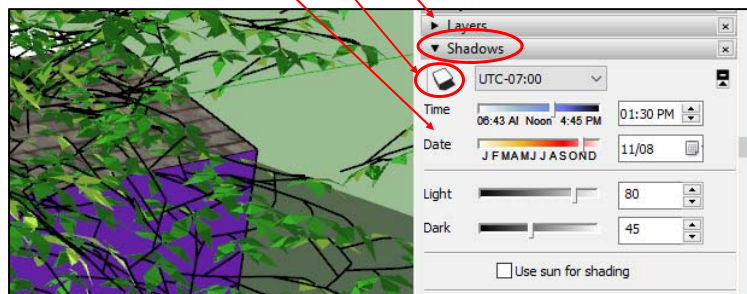 Layers
Shadows
UTC-07:00
Time
06:43 AI Noon 4:45 PM
01:30 PM
Date
J F M A M J J A S O N D
11/08
Light
80
Dark
45
Use sun for shading